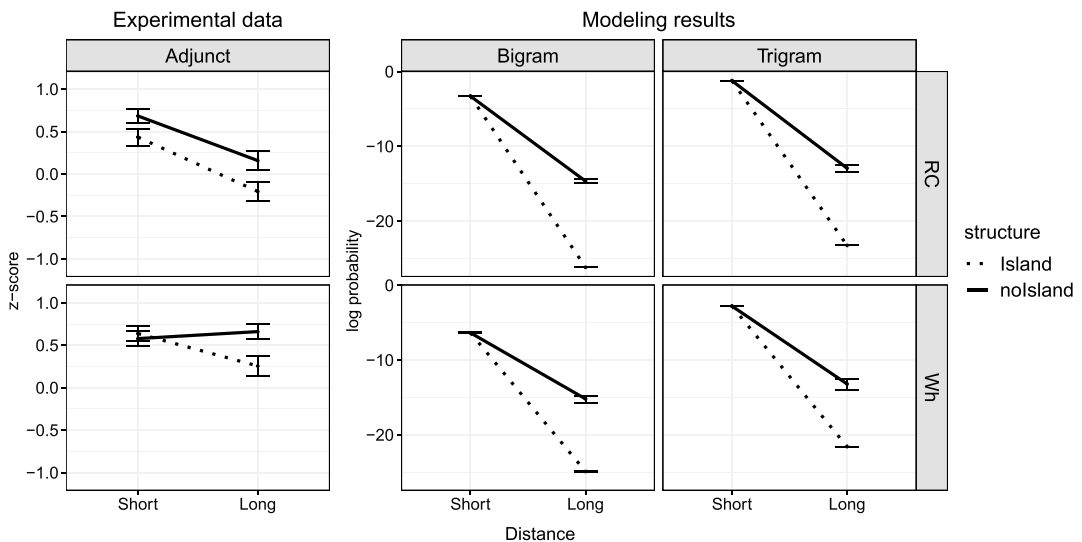 Experimental data
Modeling results
Adjunct
Bigram
Trigram
1.0
0.5
0.0
−0.5
−1.0
0
−10
−20
RC
1.0
0.5
0.0
−0.5
−1.0
0
−10
−20
Wh
z−score
log probability
Short
Long
Short
Long
Short
Long
Distance
structure
Island
noIsland